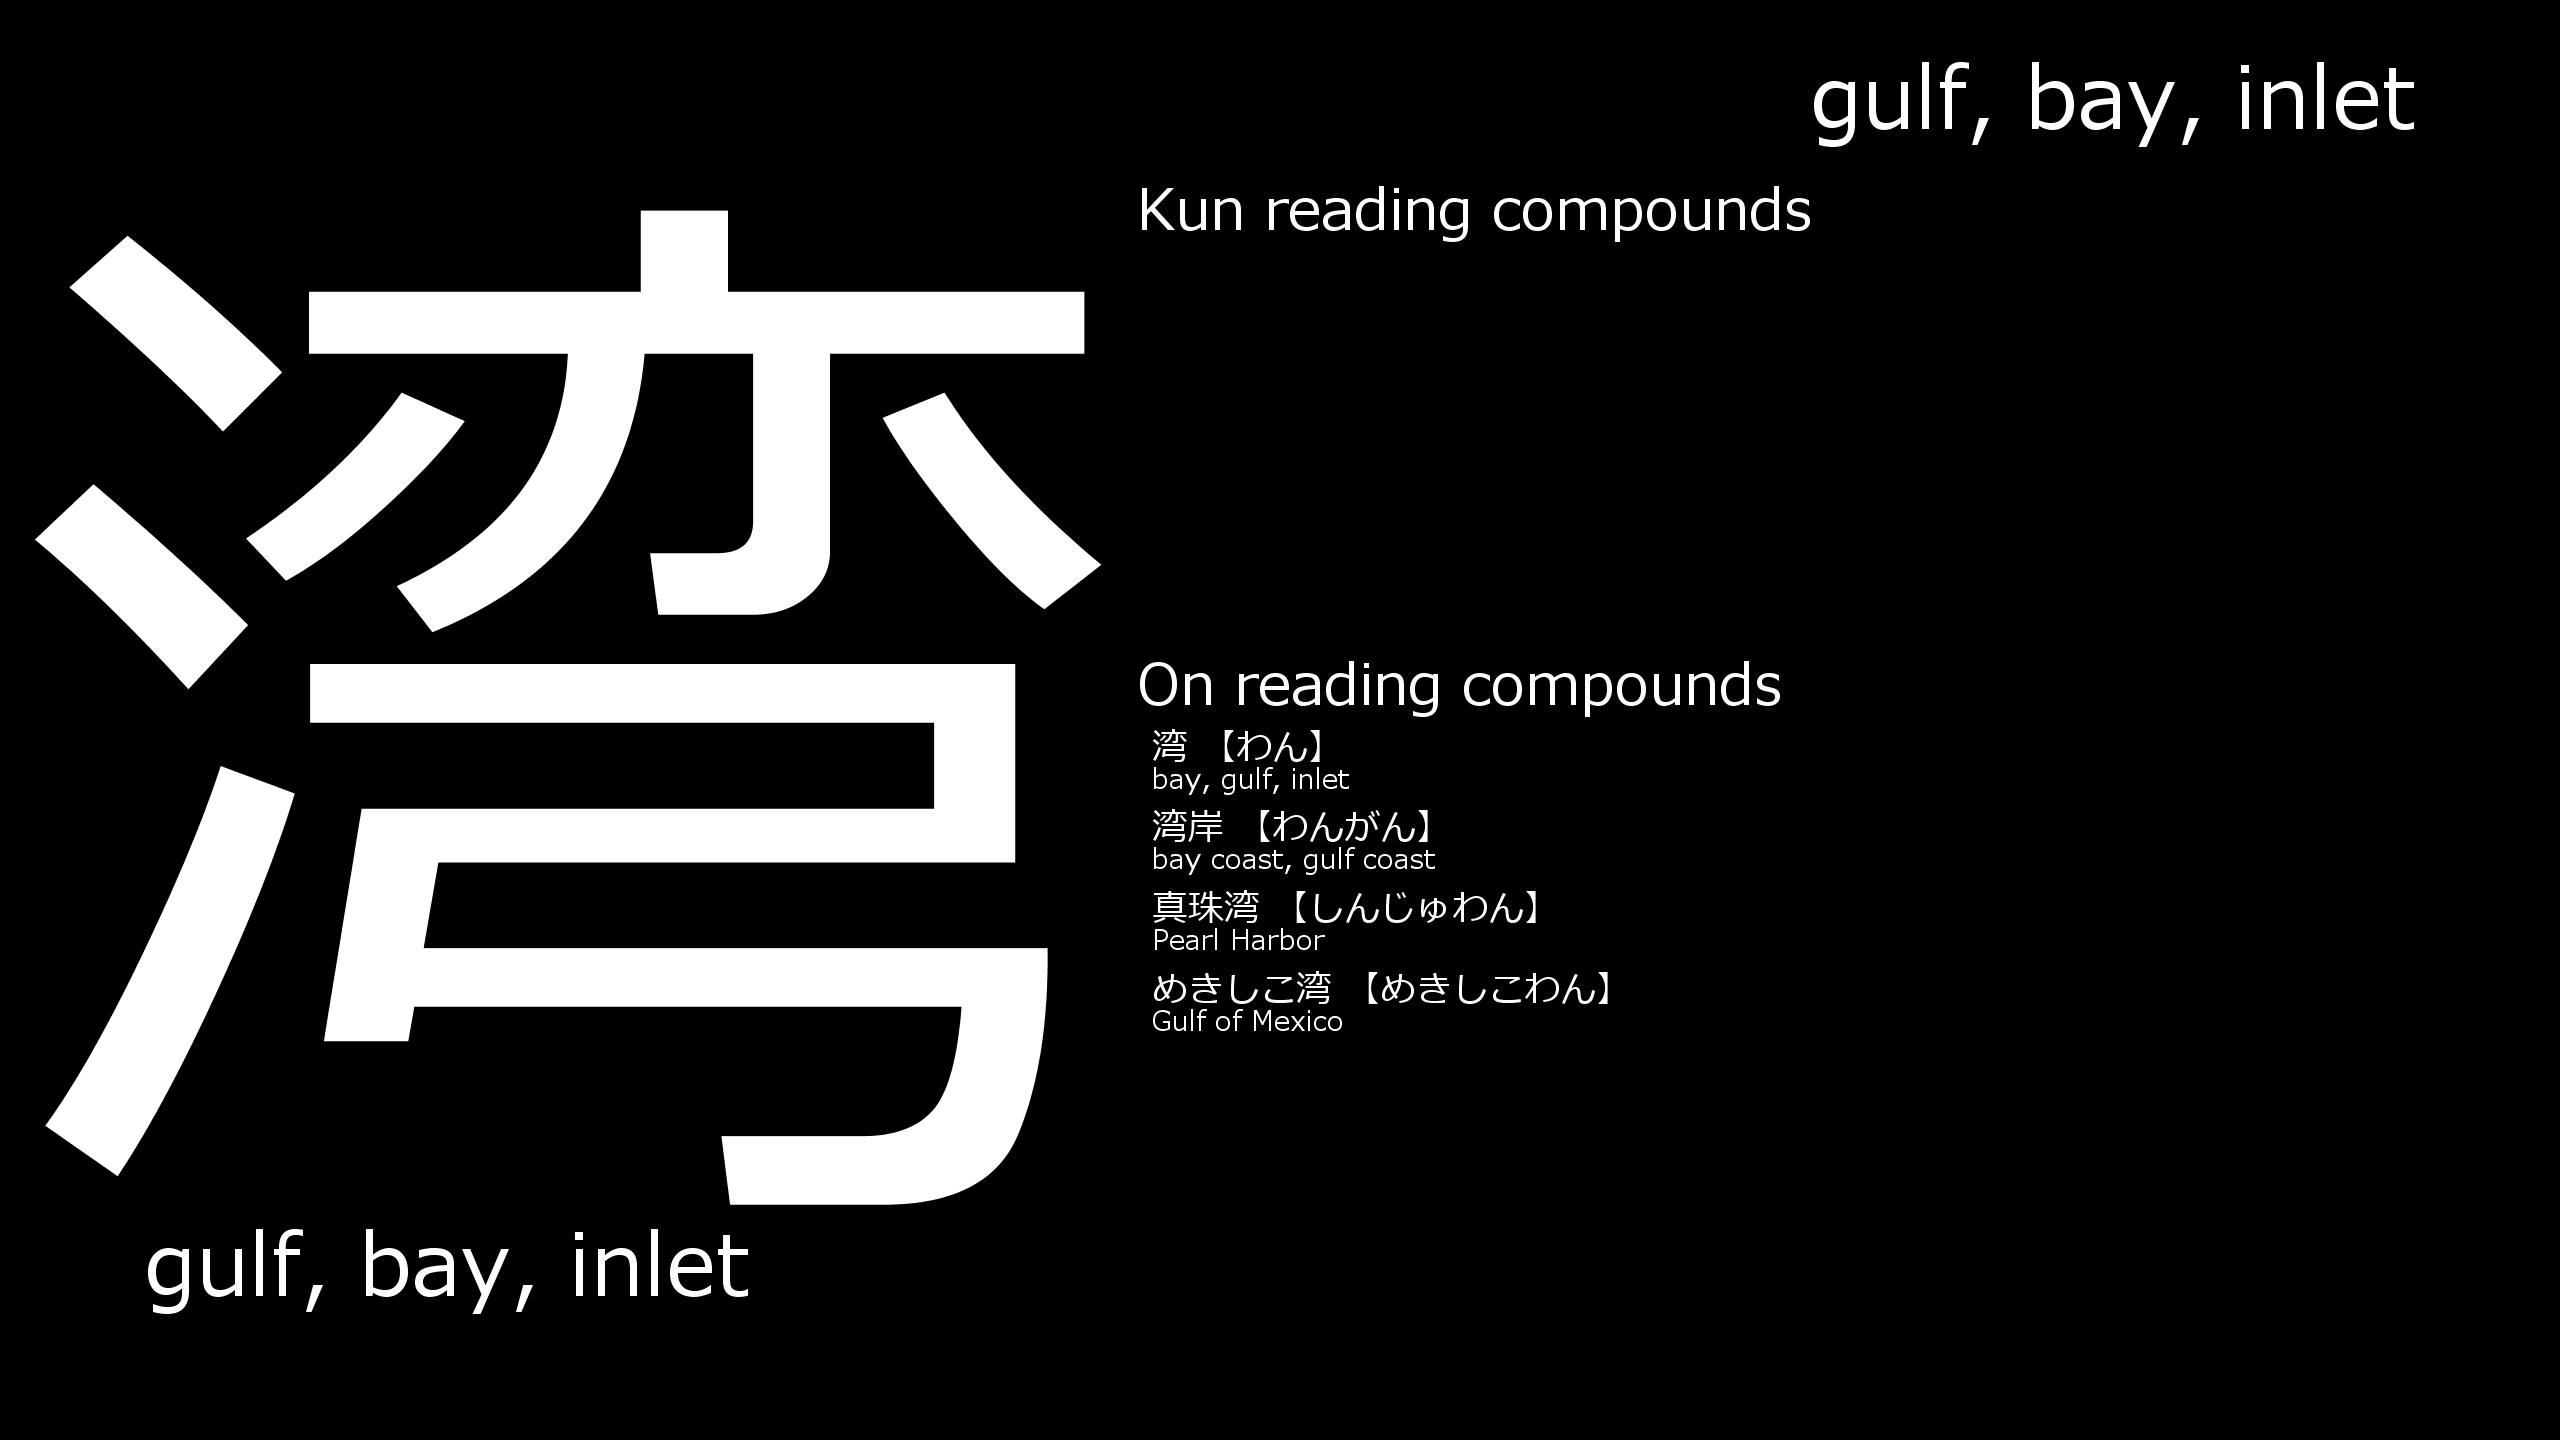 gulf, bay, inlet
湾
gulf, bay, inlet
Kun reading compounds
On reading compounds
湾 【わん】
bay, gulf, inlet
湾岸 【わんがん】
bay coast, gulf coast
真珠湾 【しんじゅわん】
Pearl Harbor
めきしこ湾 【めきしこわん】
Gulf of Mexico